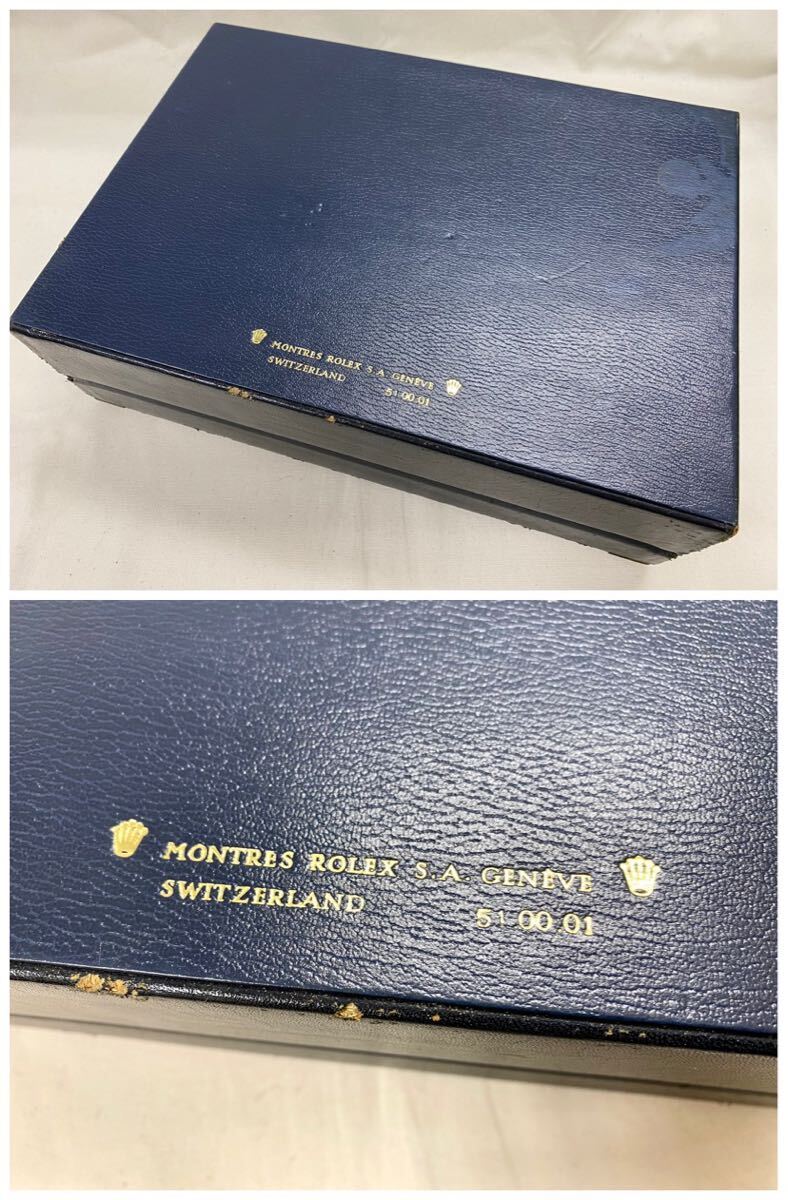 MONTRES ROLEX S.A. GENÈVE
SWITZERLAND 51.00.01
MONTRES ROLEX S.A. GENÈVE
SWITZERLAND 51.00.01